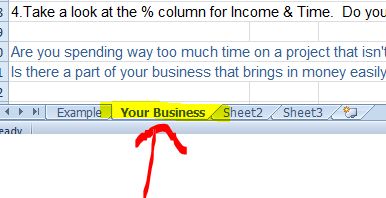 4.Take a look at the % column for Income & Time. Do you
Are you spending way too much time on a project that isn't
Is there a part of your business that brings in money easily
Example Your Business Sheet2 Sheet3
eady